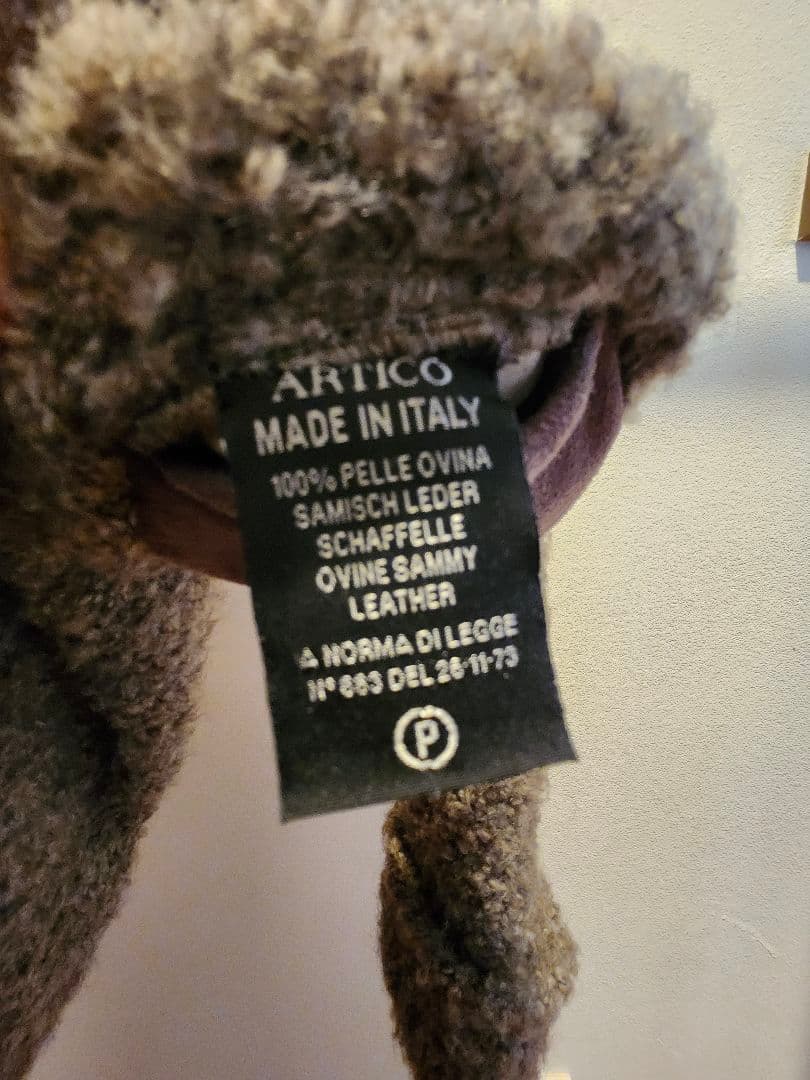 ARTICO
MADE IN ITALY
100% PELLE OVINA
SAMISCH LEDER
SCHAFFELLE
OVINE SAMMY
LEATHER
A NORMA DI LEGGE
N° 883 DEL 26-11-73
P